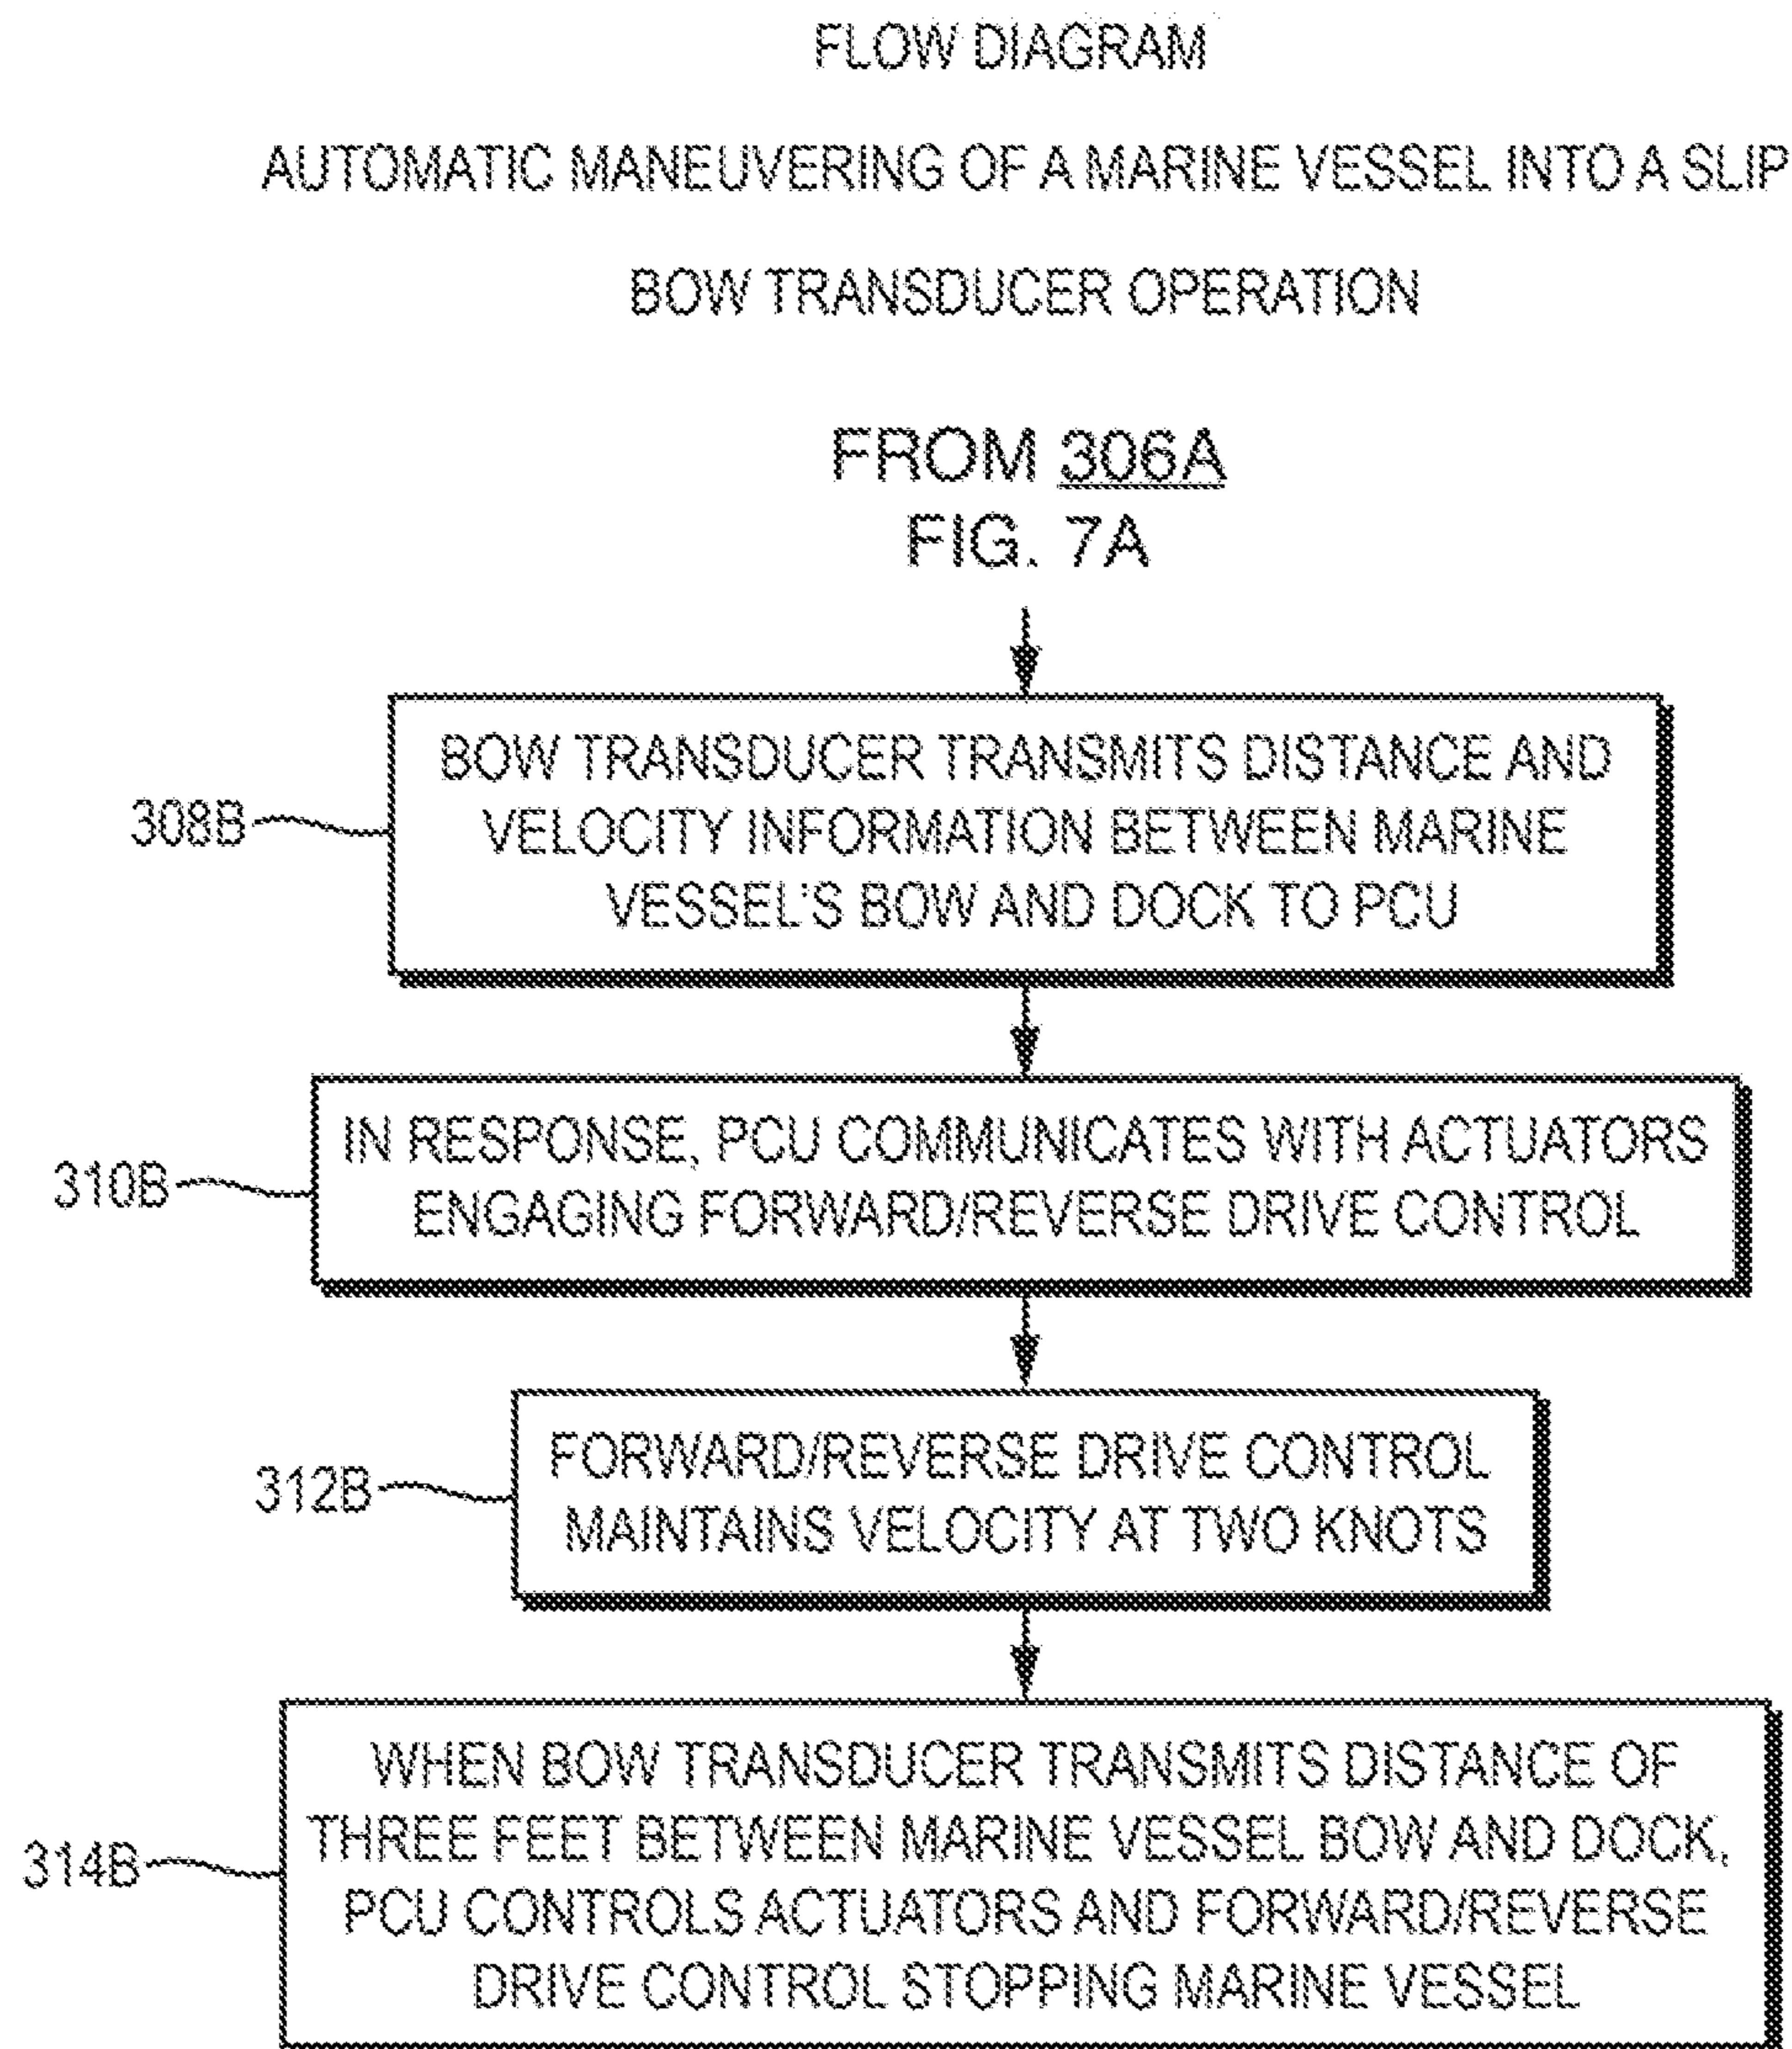 FLOW DIAGRAM
AUTOMATIC MANEUVERING OF A MARINE VESSEL INTO A SLIP
BOW TRANSDUCER OPERATION
FROM 306A
FIG. 7A
308B
BOW TRANSDUCER TRANSMITS DISTANCE AND
VELOCITY INFORMATION BETWEEN MARINE
VESSEL'S BOW AND DOCK TO PCU
310B
IN RESPONSE, PCU COMMUNICATES WITH ACTUATORS
ENGAGING FORWARD/REVERSE DRIVE CONTROL
312B
FORWARD/REVERSE DRIVE CONTROL
MAINTAINS VELOCITY AT TWO KNOTS
314B
WHEN BOW TRANSDUCER TRANSMITS DISTANCE OF
THREE FEET BETWEEN MARINE VESSEL BOW AND DOCK,
PCU CONTROLS ACTUATORS AND FORWARD/REVERSE
DRIVE CONTROL STOPPING MARINE VESSEL